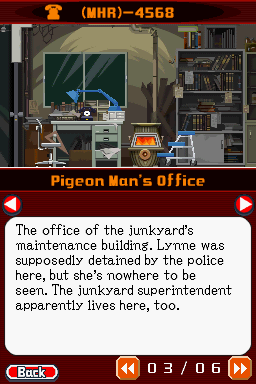 (MHR)-4568
Pigeon Man's Office
The office of the junkyard's
maintenance building. Lynne was
supposedly detained by the police
here, but she's nowhere to be
seen. The junkyard superintendent
apparently lives here, too.
Back
03/06